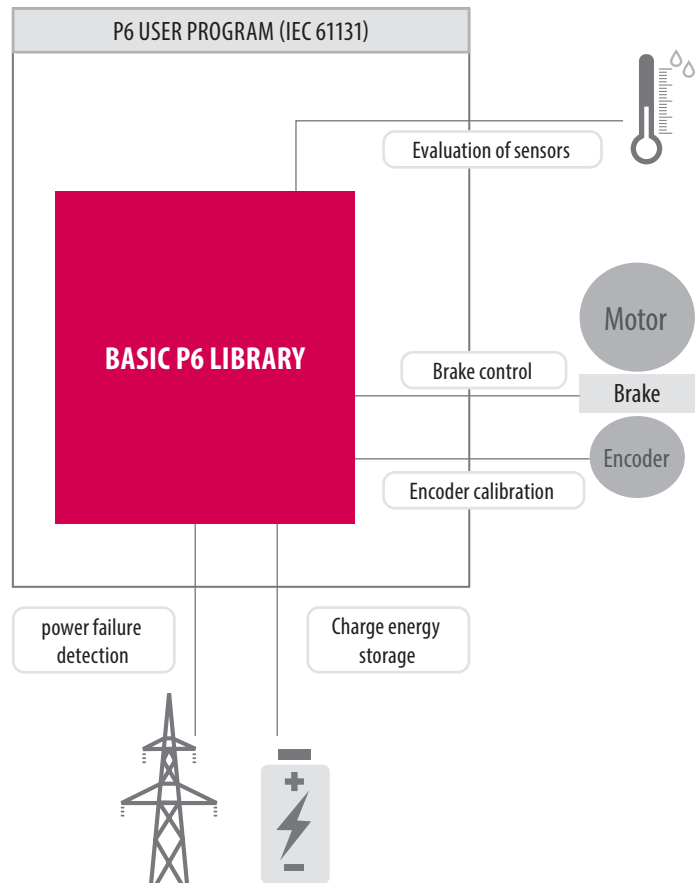 P6 USER PROGRAM (IEC 61131)
Evaluation of sensors
Motor
BASIC P6 LIBRARY
Brake control
Brake
Encoder
Encoder calibration
power failure
detection
Charge energy
storage